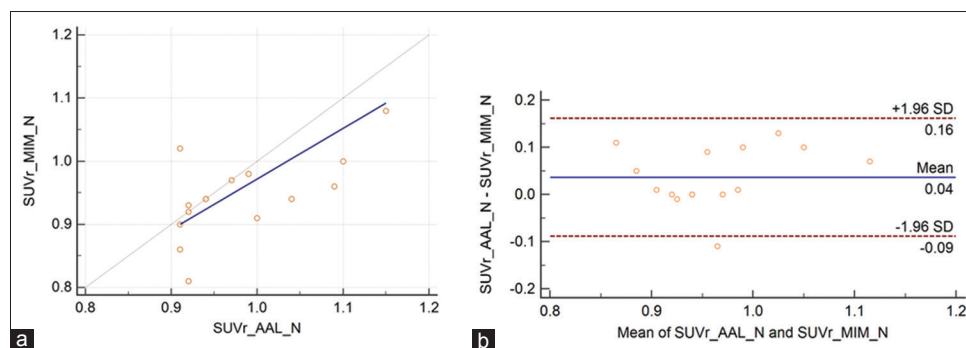 1.2
1.1
1.0
0.9
0.8
SUVr_MIM_N
0.8 0.9 1.0 1.1 1.2
SUVr_AAL_N
a
0.2
0.1
0.0
-0.1
-0.2
SUVr_AAL_N - SUVr_MIM_N
+1.96 SD
0.16
Mean
0.04
-1.96 SD
-0.09
0.8 0.9 1.0 1.1 1.2
Mean of SUVr_AAL_N and SUVr_MIM_N
b